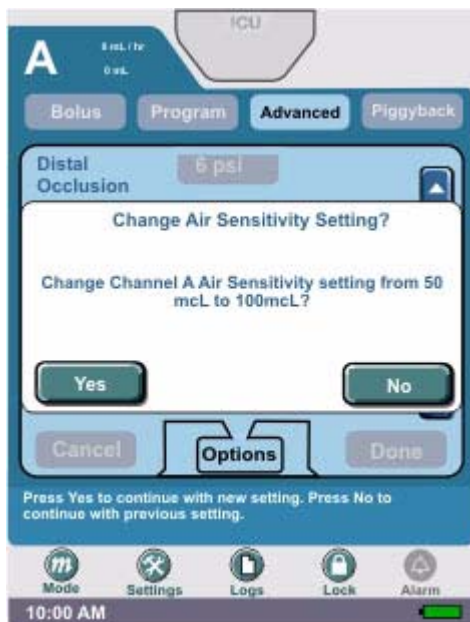 ICU
A
8 mL / hr
0 mL
Bolus
Program
Advanced
Piggyback
Distal
Occlusion
6 psi
Change Air Sensitivity Setting?
Change Channel A Air Sensitivity setting from 50
mcL to 100mcL?
Yes
No
Cancel
Options
Done
Press Yes to continue with new setting. Press No to
continue with previous setting.
m
Mode
Settings
Logs
Lock
Alarm
10:00 AM